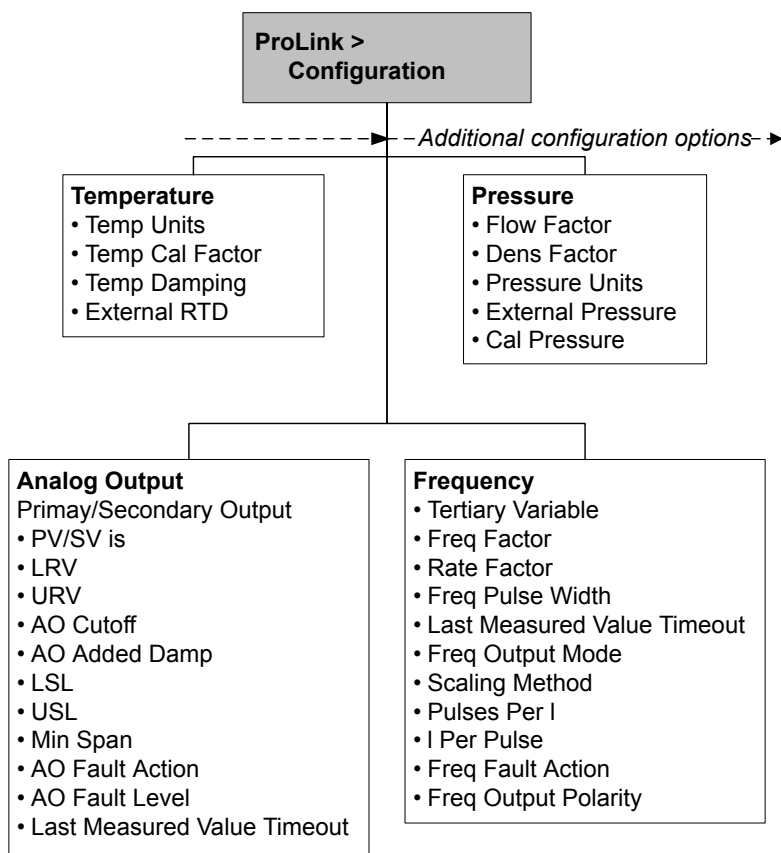 ProLink >
Configuration
Additional configuration options
Temperature
• Temp Units
• Temp Cal Factor
• Temp Damping
• External RTD
Pressure
• Flow Factor
• Dens Factor
• Pressure Units
• External Pressure
• Cal Pressure
Analog Output
Primay/Secondary Output
• PV/SV is
• LRV
• URV
• AO Cutoff
• AO Added Damp
• LSL
• USL
• Min Span
• AO Fault Action
• AO Fault Level
• Last Measured Value Timeout
Frequency
• Tertiary Variable
• Freq Factor
• Rate Factor
• Freq Pulse Width
• Last Measured Value Timeout
• Freq Output Mode
• Scaling Method
• Pulses Per l
• l Per Pulse
• Freq Fault Action
• Freq Output Polarity